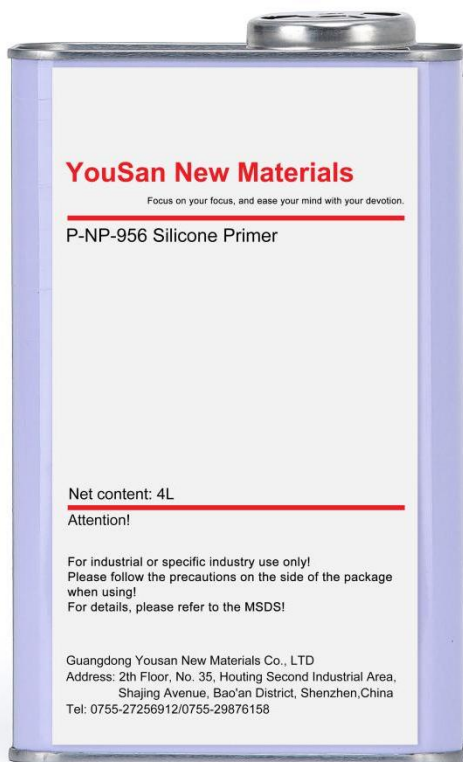 YouSan New Materials
Focus on your focus, and ease your mind with your devotion.
P-NP-956 Silicone Primer
Net content: 4L
Attention!
For industrial or specific industry use only!
Please follow the precautions on the side of the package
when using!
For details, please refer to the MSDS!
Guangdong Yousan New Materials Co., LTD
Address: 2th Floor, No. 35, Houting Second Industrial Area,
Shajing Avenue, Bao'an District, Shenzhen,China
Tel: 0755-27256912/0755-29876158